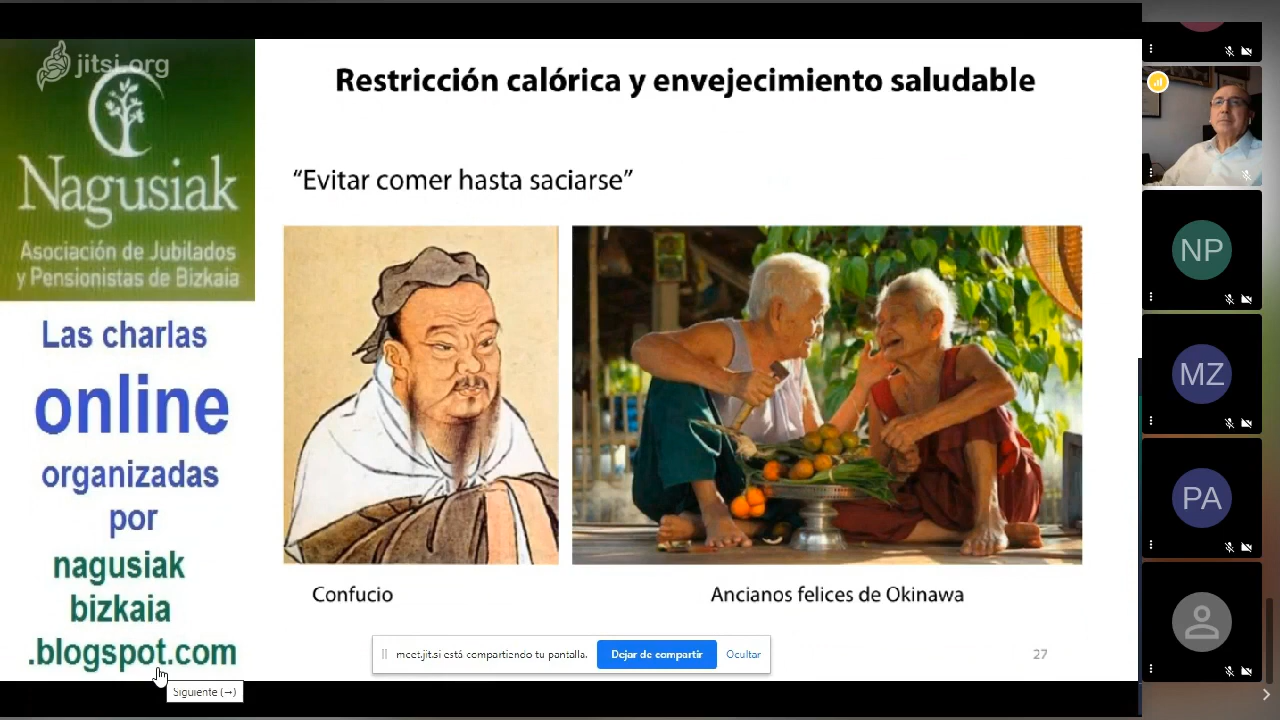 jitsi.org
Nagusiak
Asociación de Jubilados
y Pensionistas de Bizkaia
Las charlas
online
organizadas
por
nagusiak
bizkaia
.blogspot.com
Siguiente (→)
Restricción calórica y envejecimiento saludable
“Evitar comer hasta saciarse”
Confucio
Ancianos felices de Okinawa
meet.jit.si está compartiendo tu pantalla.
Dejar de compartir
Ocultar
27
NP
MZ
PA